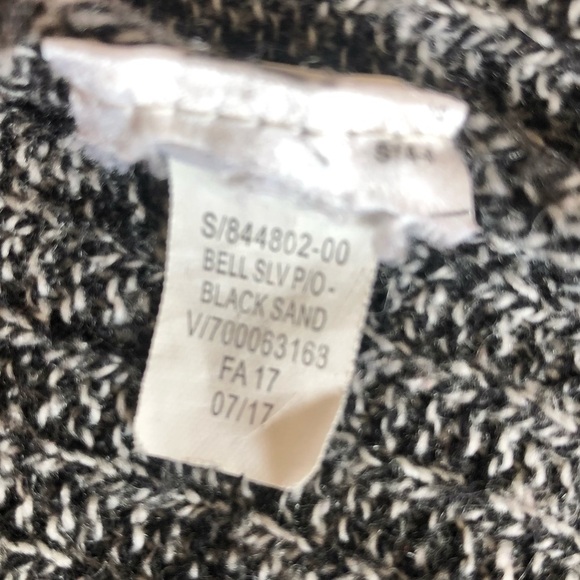 S/844802-00
BELL SLV P/O -
BLACK SAND
V/700063163
FA 17
07/17